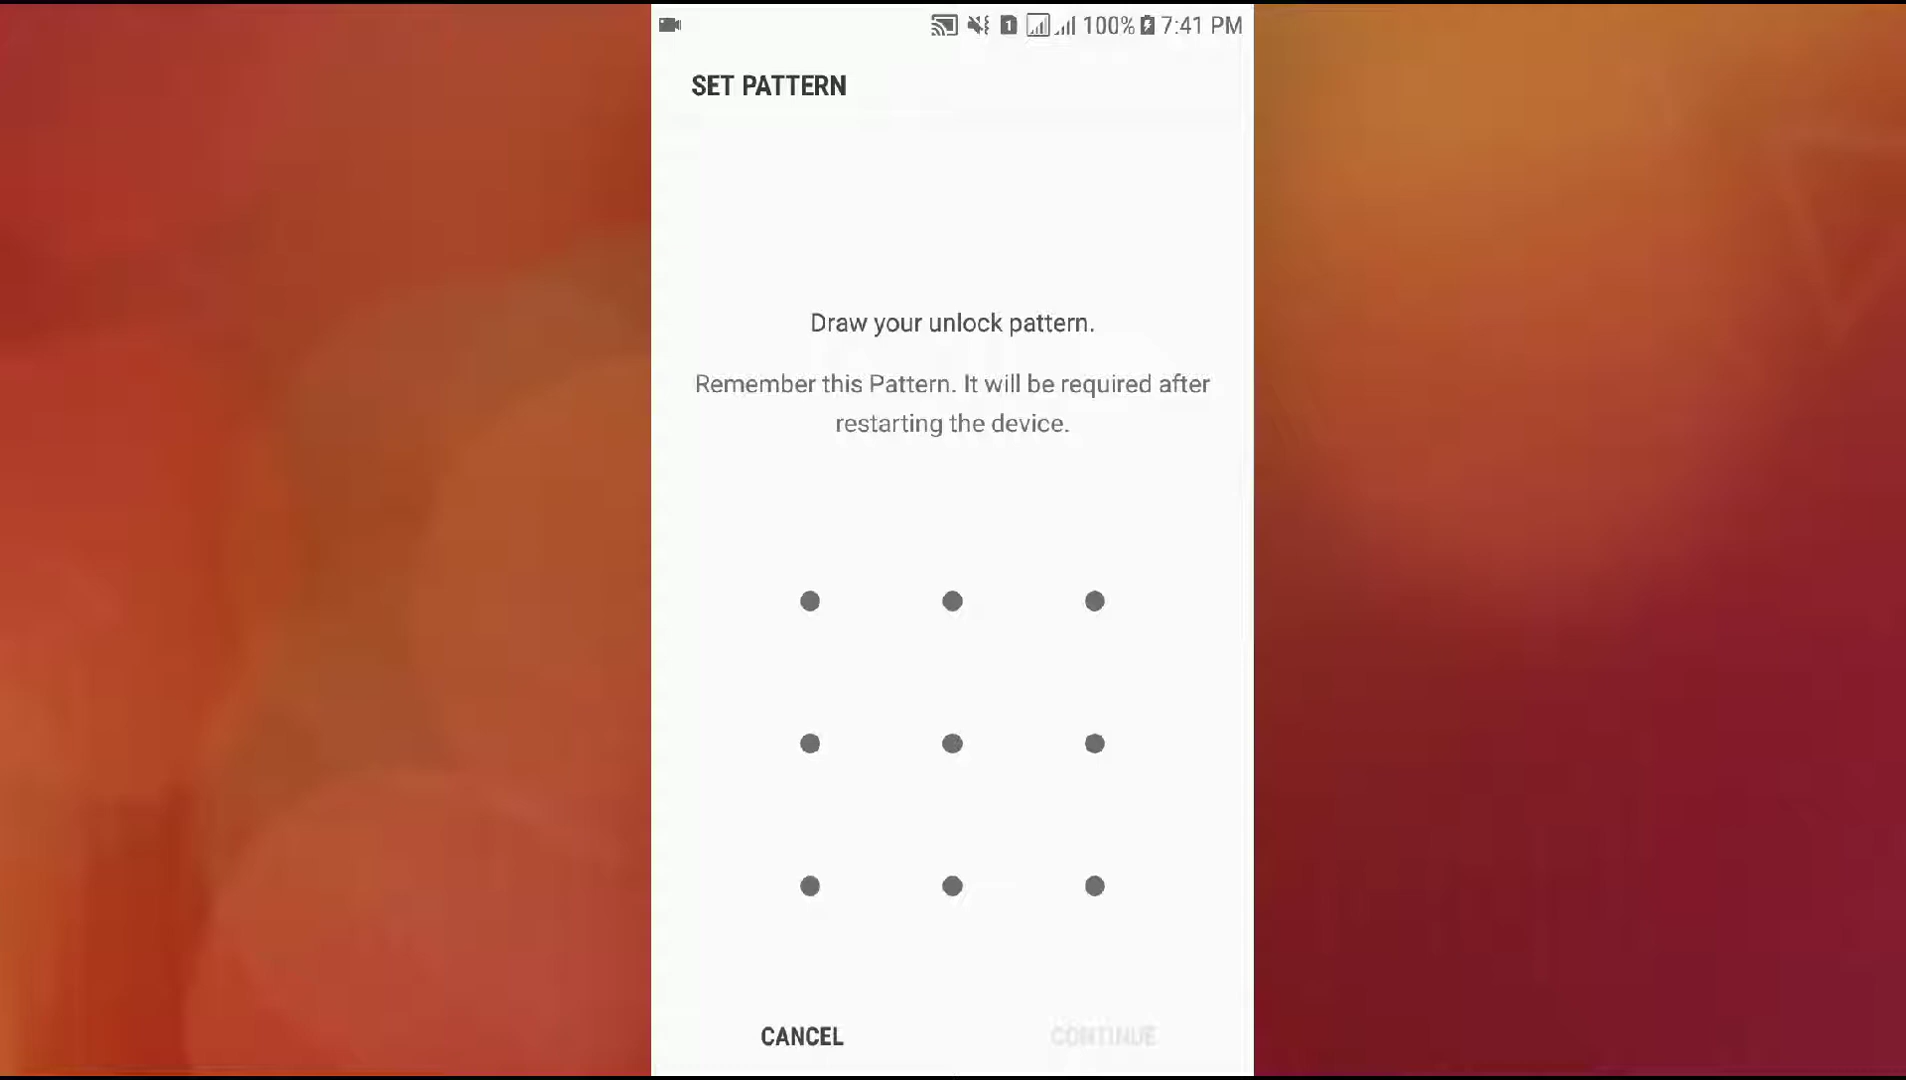 1 100% 7:41 PM
SET PATTERN
Draw your unlock pattern.
Remember this Pattern. It will be required after
restarting the device.
CANCEL CONTINUE